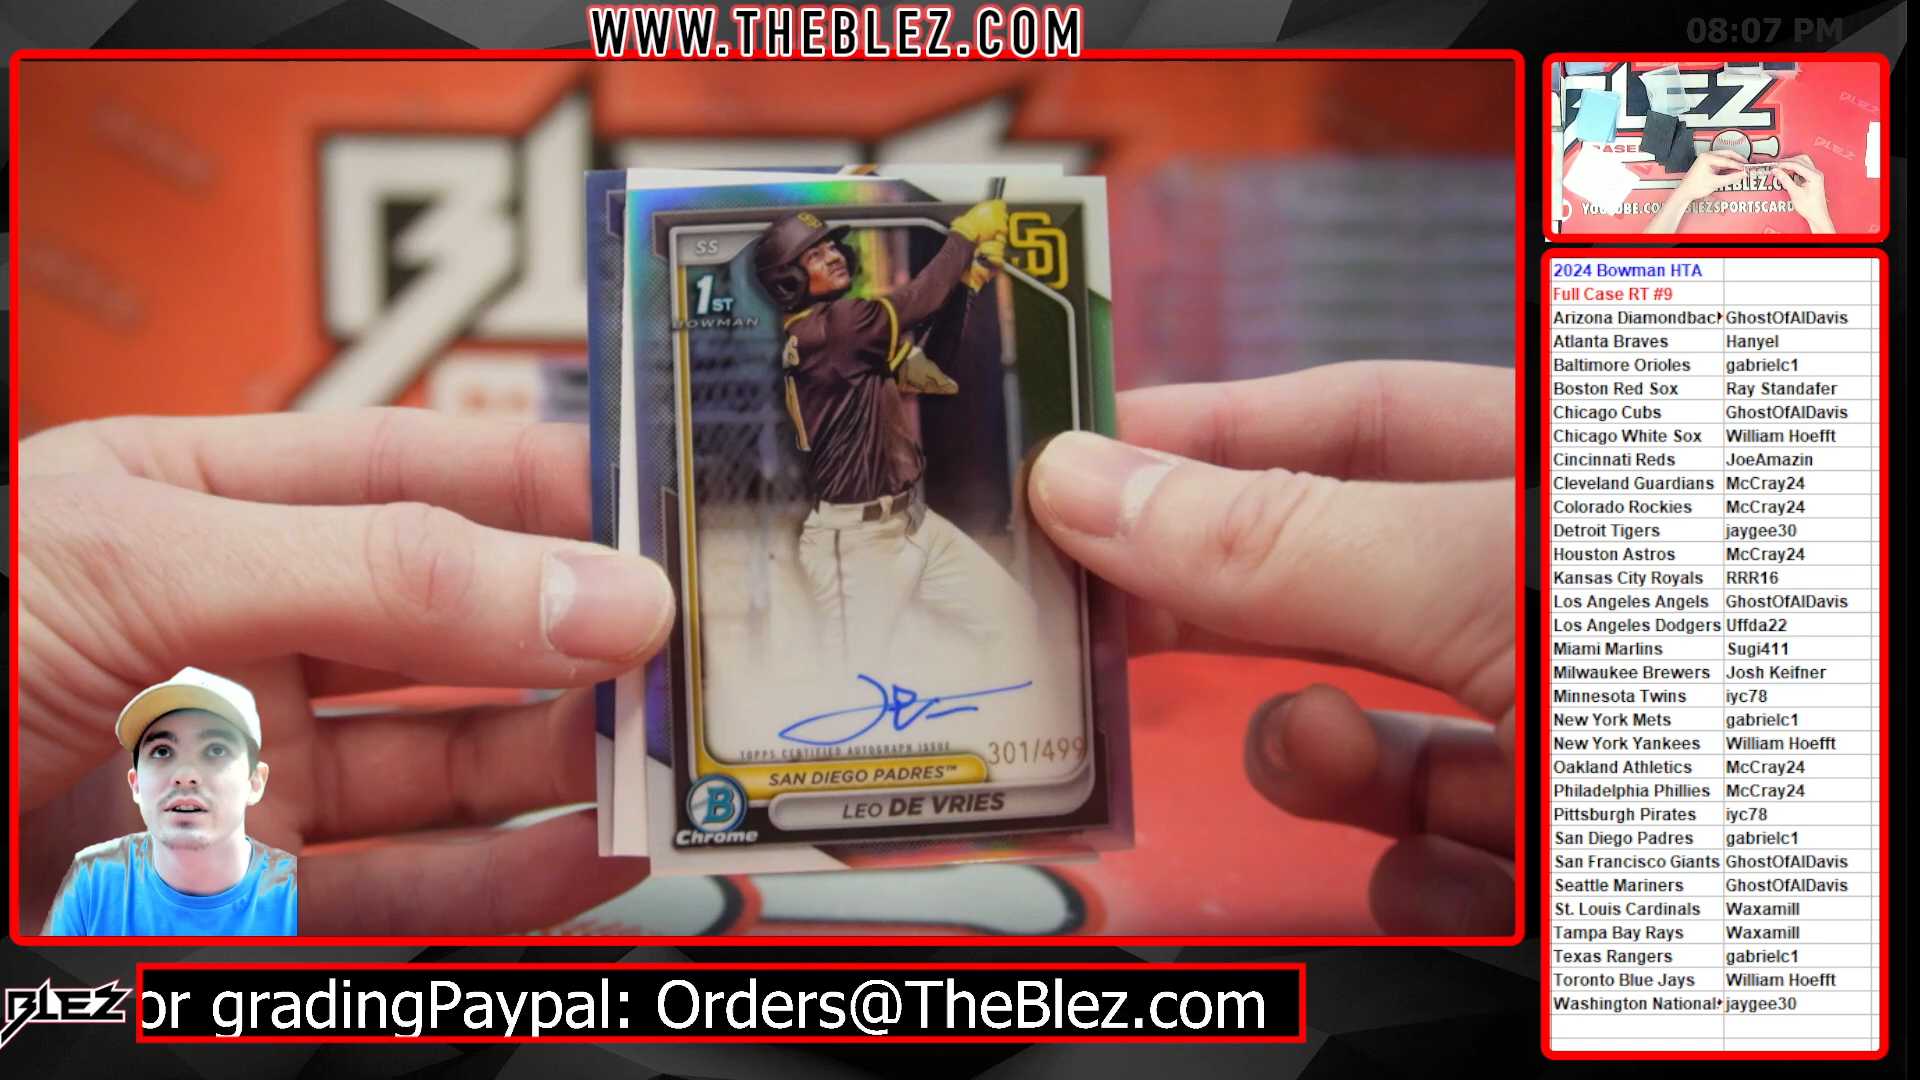 WWW.THEBLEZ.COM
08:07 PM
BLEZ
SS
SD
1ST
BOWMAN
TOPPS CERTIFIED AUTOGRAPH ISSUE
301/499
SAN DIEGO PADRES™
LEO DE VRIES
B
Chrome
BLEZ
or gradingPaypal: Orders@TheBlez.com
2024 Bowman HTA
Full Case RT #9
Arizona Diamondbac GhostOfAlDavis
Atlanta Braves Hanyel
Baltimore Orioles gabrielc1
Boston Red Sox Ray Standafer
Chicago Cubs GhostOfAlDavis
Chicago White Sox William Hoefft
Cincinnati Reds JoeAmazin
Cleveland Guardians McCray24
Colorado Rockies McCray24
Detroit Tigers jaygee30
Houston Astros McCray24
Kansas City Royals RRR16
Los Angeles Angels GhostOfAlDavis
Los Angeles Dodgers Uffda22
Miami Marlins Sugi411
Milwaukee Brewers Josh Keifner
Minnesota Twins iyc78
New York Mets gabrielc1
New York Yankees William Hoefft
Oakland Athletics McCray24
Philadelphia Phillies McCray24
Pittsburgh Pirates iyc78
San Diego Padres gabrielc1
San Francisco Giants GhostOfAlDavis
Seattle Mariners GhostOfAlDavis
St. Louis Cardinals Waxamill
Tampa Bay Rays Waxamill
Texas Rangers gabrielc1
Toronto Blue Jays William Hoefft
Washington National jaygee30